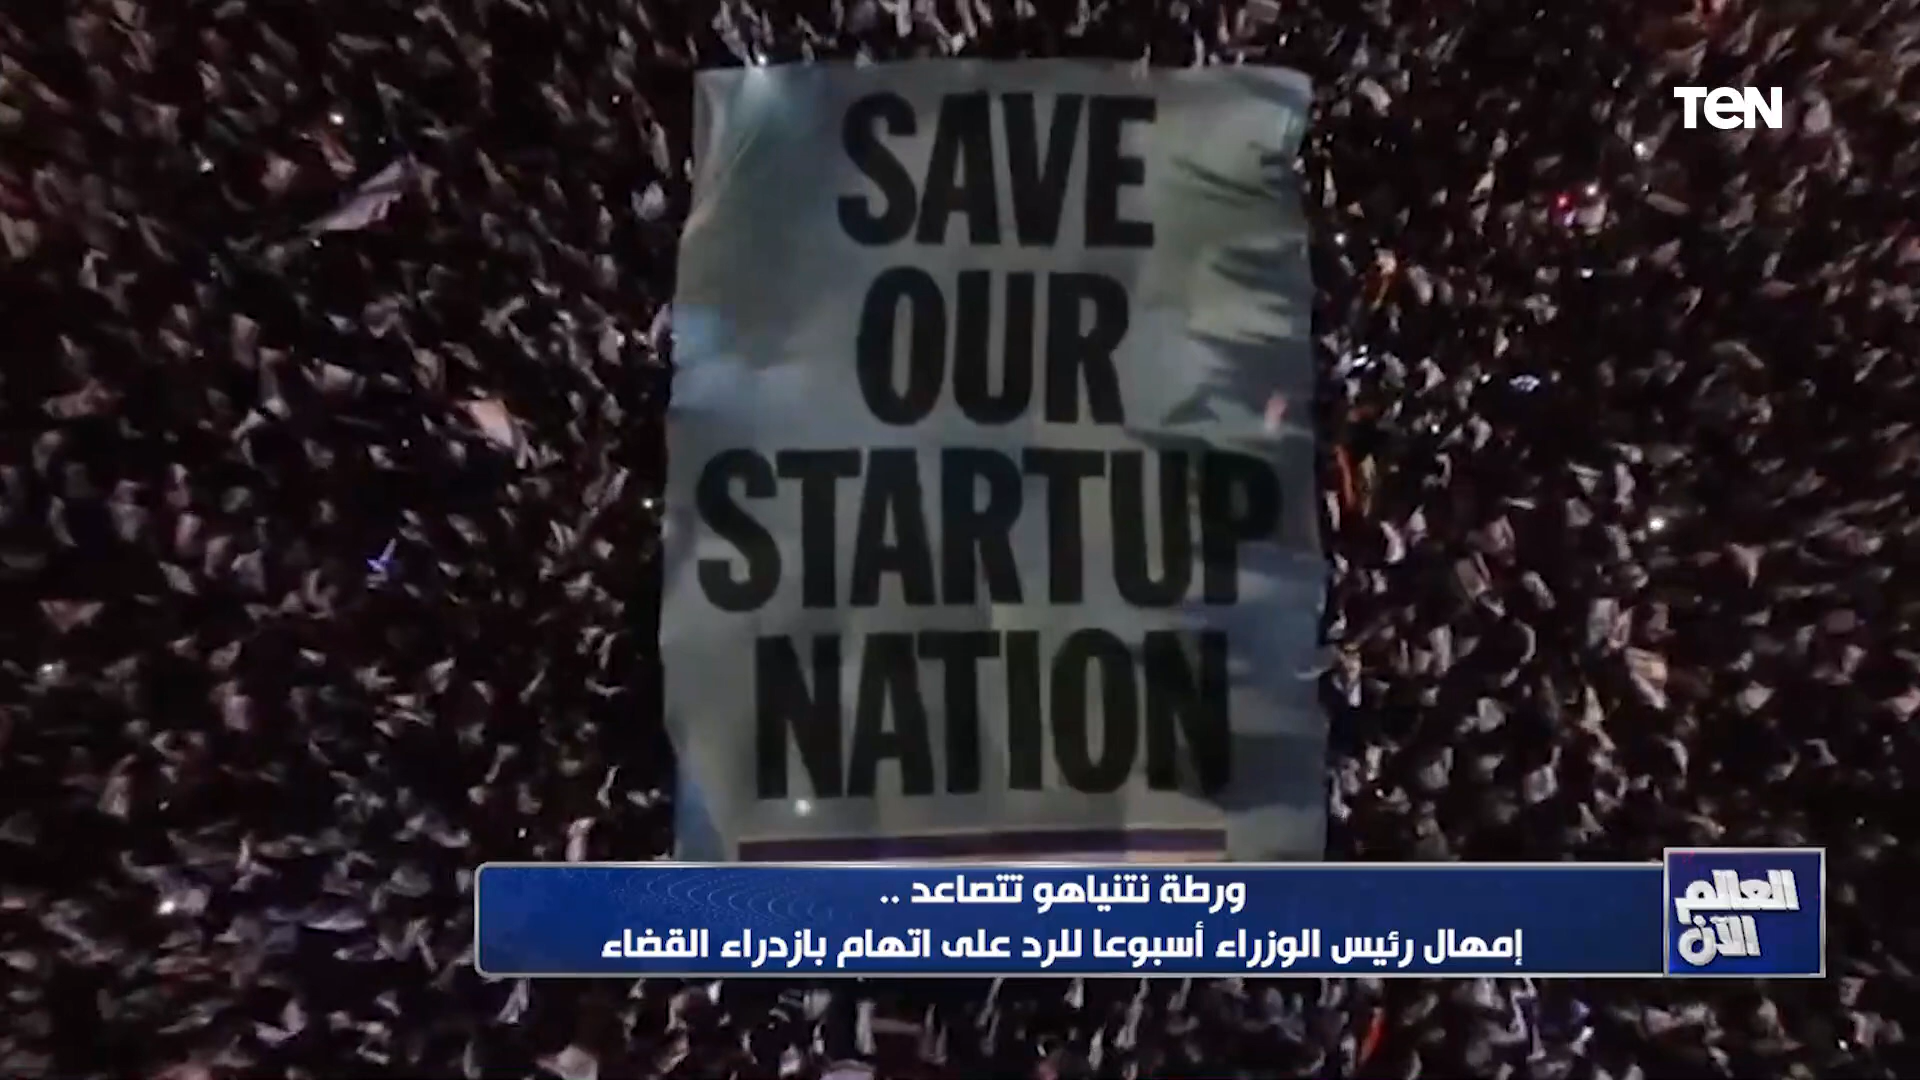 TeN
SAVE
OUR
STARTUP
NATION
ورطة نتنياهو تتصاعد ..
إمهال رئيس الوزراء أسبوعا للرد على اتهام بازدراء القضاء
العالم
الآن